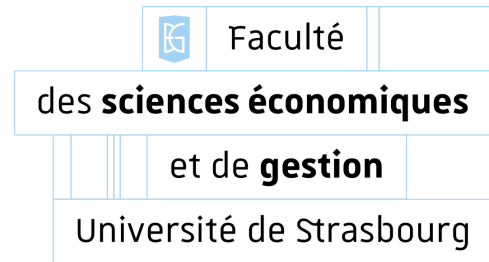 Faculté
des sciences économiques
et de gestion
Université de Strasbourg